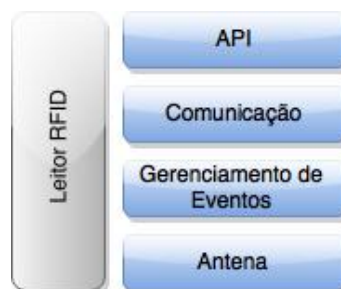 Leitor RFID
API
Comunicação
Gerenciamento de
Eventos
Antena